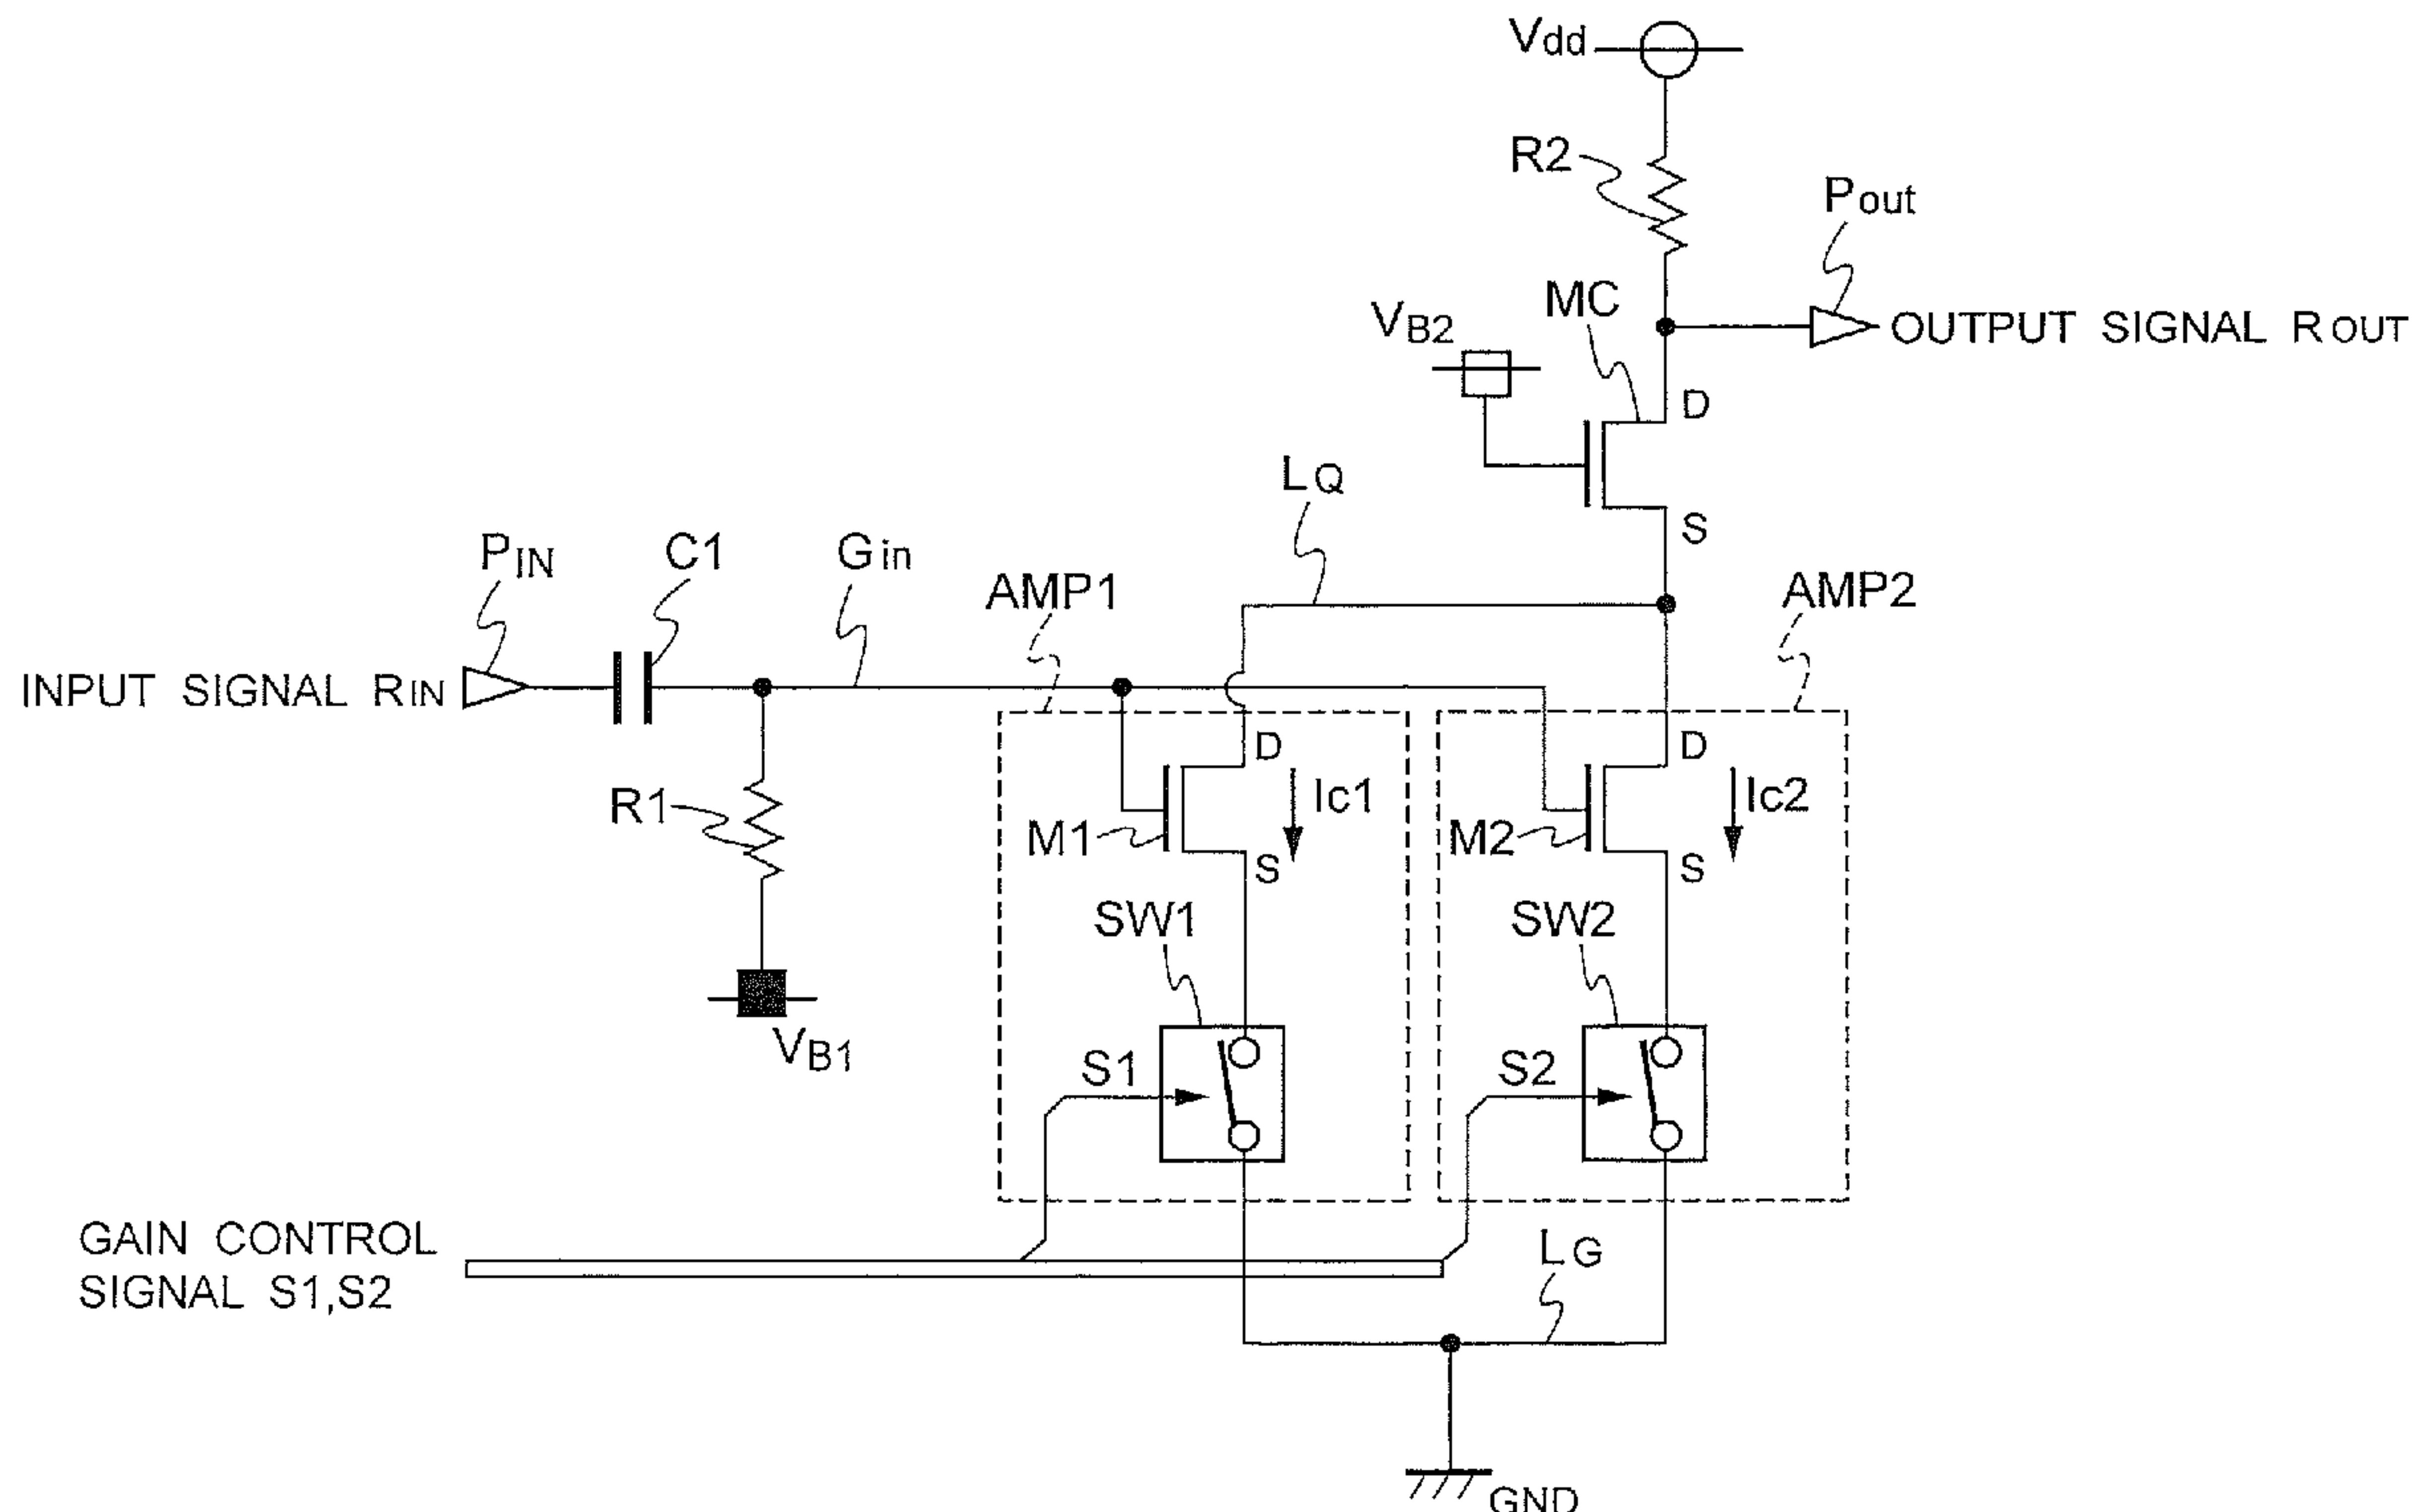 Vdd
R2
Pout
MC
VB2
OUTPUT SIGNAL ROUT
D
LQ
S
PIN
C1
Gin
AMP1
AMP2
INPUT SIGNAL RIN
D
D
R1
Ic1
Ic2
M1
M2
S
S
SW1
SW2
VB1
S1
S2
GAIN CONTROL
SIGNAL S1,S2
LG
GND